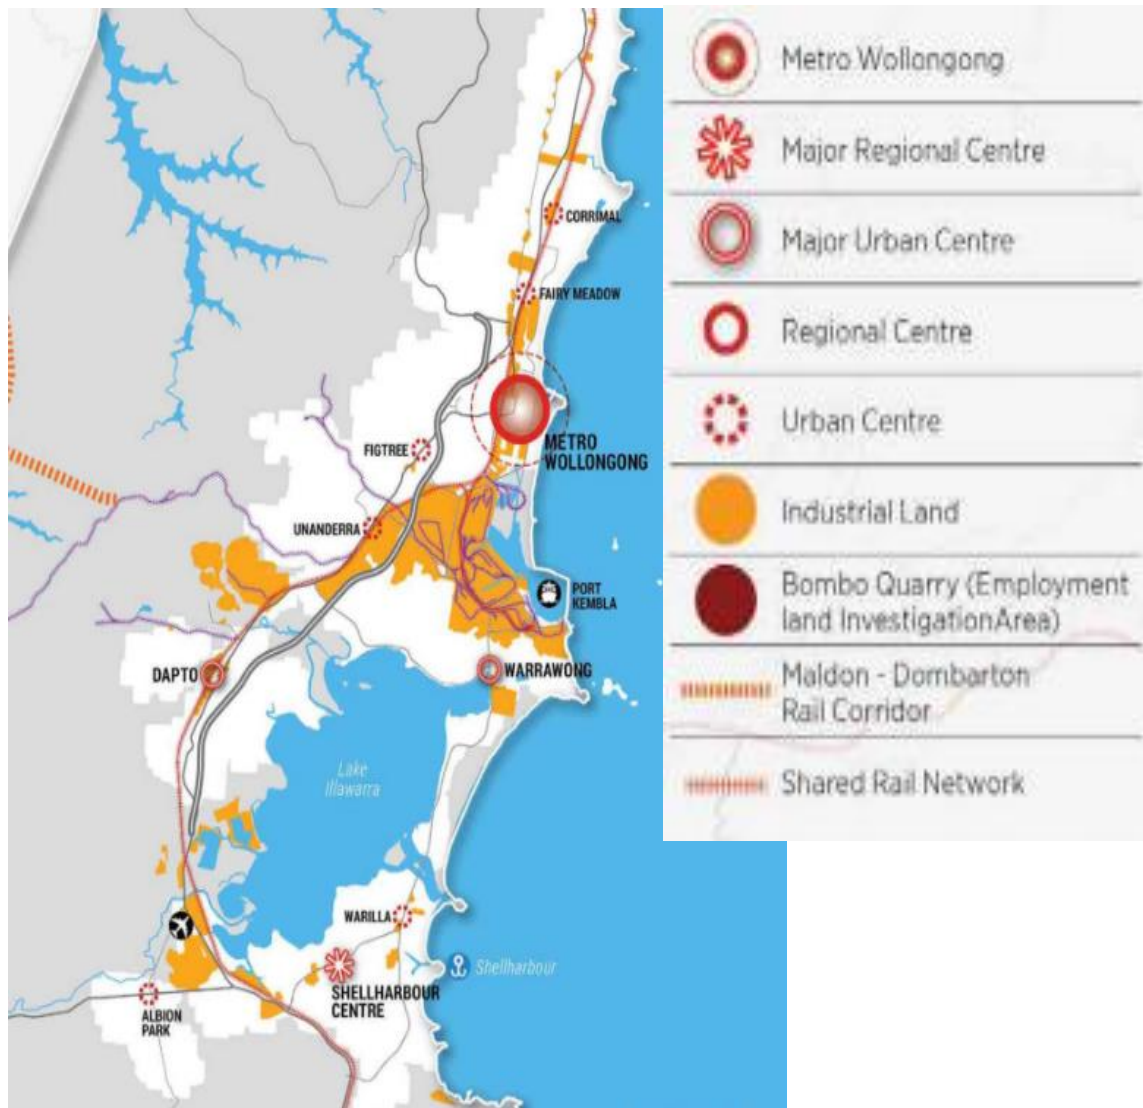 CORRIMAL
FAIRY MEADOW
METRO
WOLLONGONG
FIGTREE
UNANDERRA
PORT
KEMBLA
DAPTO
WARRAWONG
Lake
Illawarra
WARILLA
Shellharbour
SHELLHARBOUR
CENTRE
ALBION
PARK
Metro Wollongong
Major Regional Centre
Major Urban Centre
Regional Centre
Urban Centre
Industrial Land
Bombo Quarry (Employment
land InvestigationArea)
Maldon - Dombarton
Rail Corridor
Shared Rail Network